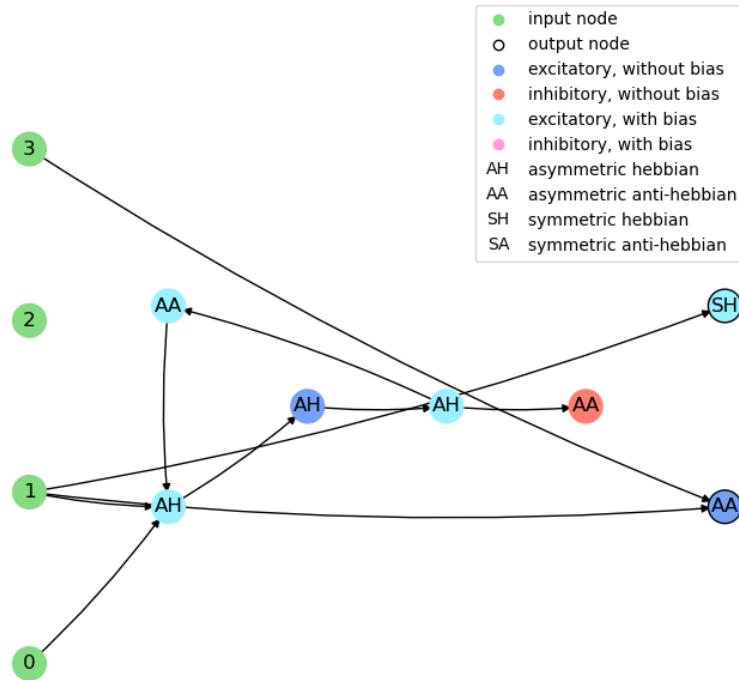 input node
output node
excitatory, without bias
inhibitory, without bias
excitatory, with bias
inhibitory, with bias
AH asymmetric hebbian
AA asymmetric anti-hebbian
SH symmetric hebbian
SA symmetric anti-hebbian
3
AA
SH
2
AH
AH
AA
1
AH
AA
0